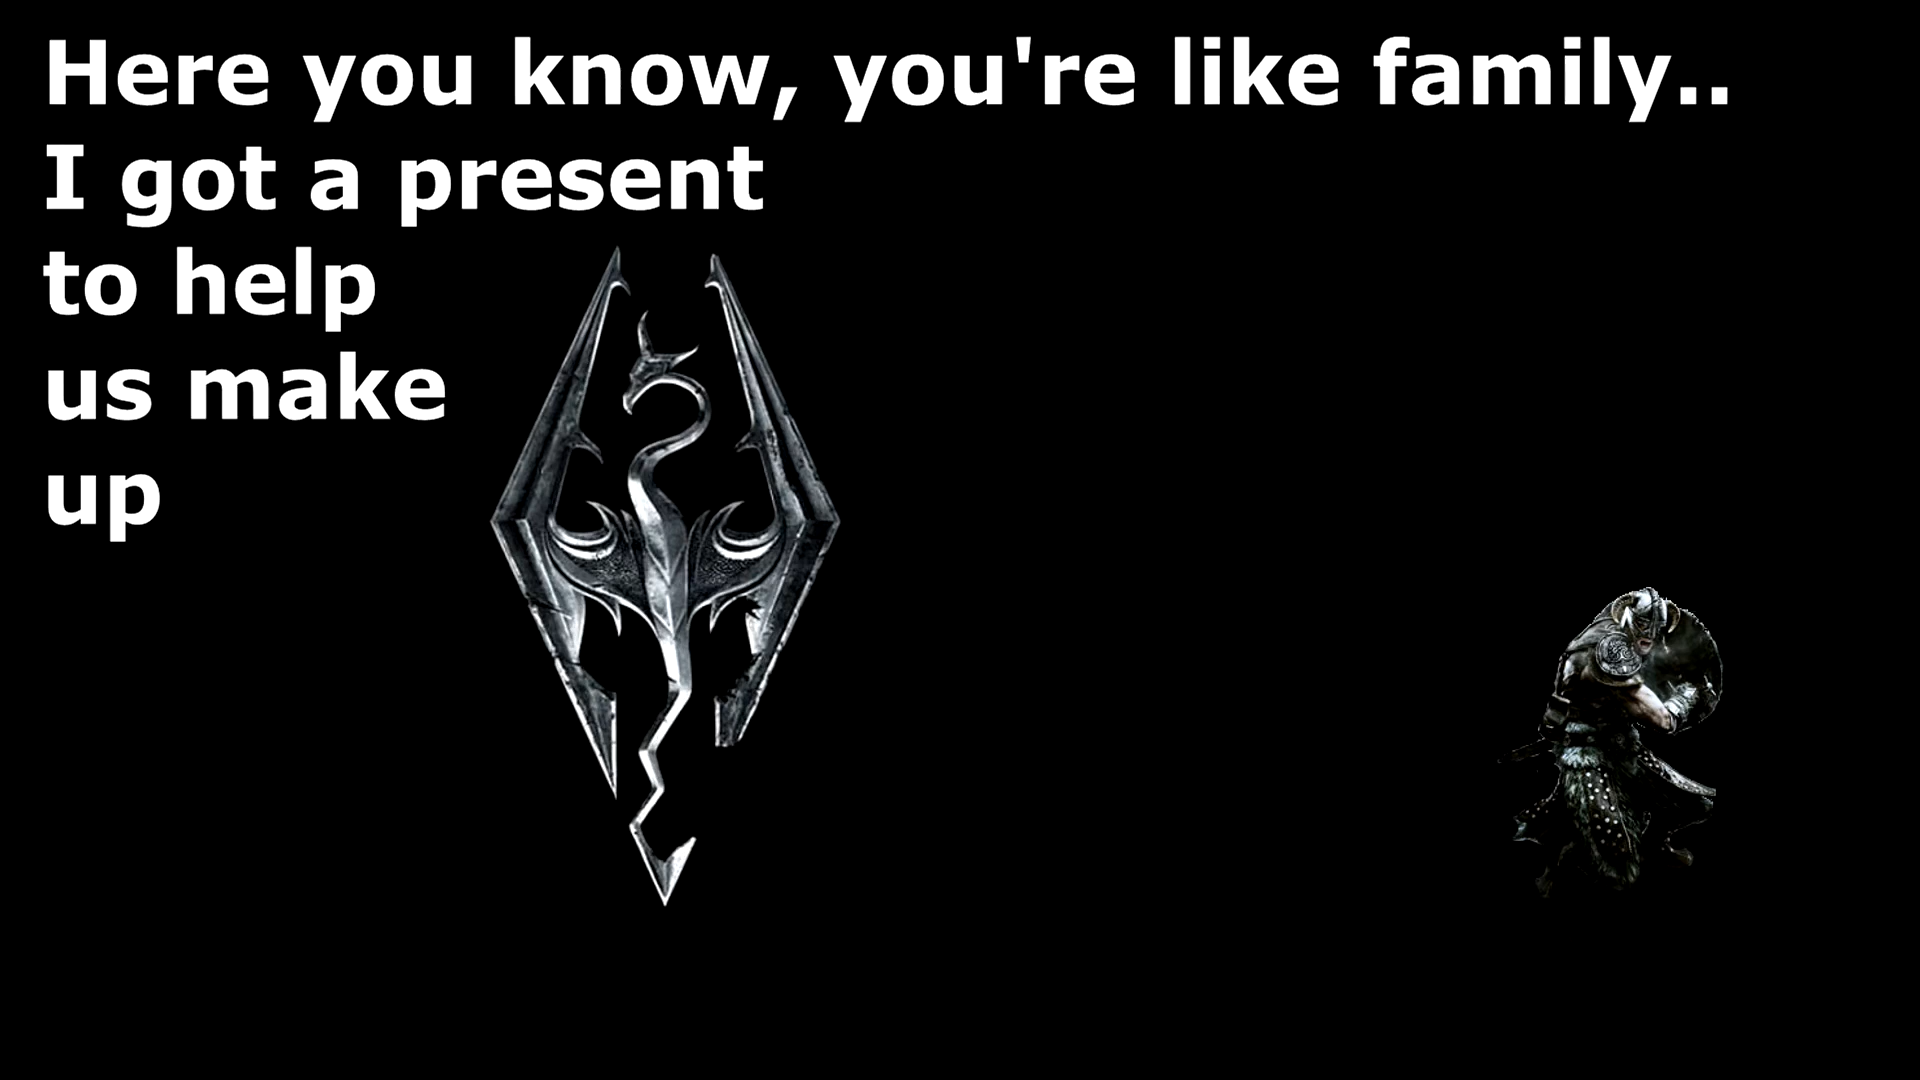 Here you know, you're like family..
I got a present
to help
us make
up